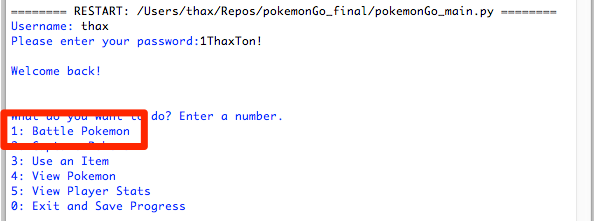 ======== RESTART: /Users/thax/Repos/pokemonGo_final/pokemonGo_main.py ========
Username: thax
Please enter your password:1ThaxTon!
Welcome back!
What do you want to do? Enter a number.
1: Battle Pokemon
3: Use an Item
4: View Pokemon
5: View Player Stats
0: Exit and Save Progress